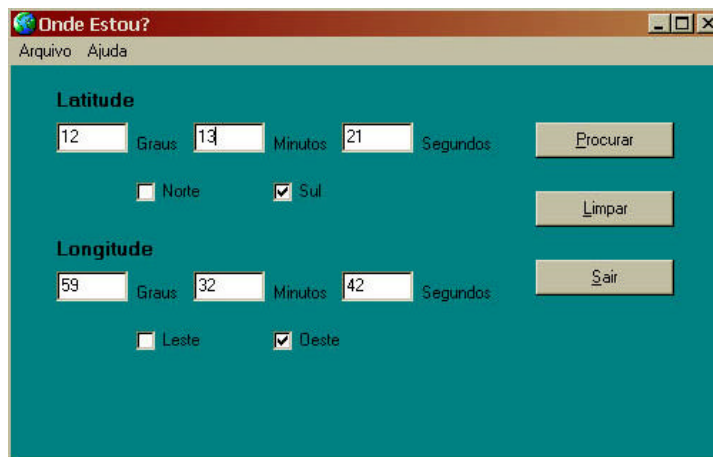 Onde Estou?
Arquivo Ajuda
Latitude
12 Graus 13 Minutos 21 Segundos Procurar
Norte Sul
Limpar
Longitude
59 Graus 32 Minutos 42 Segundos Sair
Leste Oeste